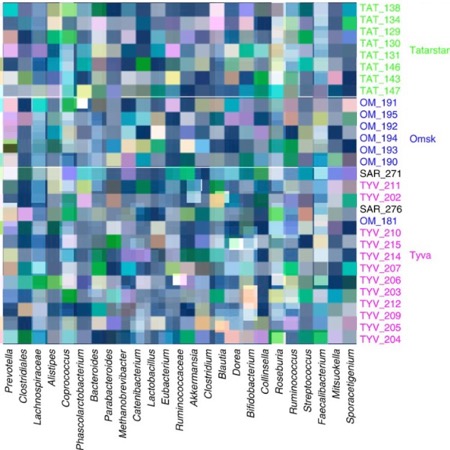 TAT_138
TAT_134
TAT_129
TAT_130
TAT_131
TAT_146
TAT_143
TAT_147
Tatarstar
OM_191
OM_195
OM_192
OM_194
OM_193
OM_190
Omsk
SAR_271
TYV_211
TYV_202
SAR_276
OM_181
TYV_210
TYV_215
TYV_214
TYV_207
TYV_206
TYV_203
TYV_212
TYV_209
TYV_205
TYV_204
Tyva
Prevotella
Clostridiales
Lachnospiraceae
Alistipes
Coprococcus
Phascolarctobacterium
Bacteroides
Parabacteroides
Methanobrevibacter
Catenibacterium
Lactobacillus
Eubacterium
Ruminococcaceae
Akkermansia
Clostridium
Blautia
Dorea
Bifidobacterium
Collinsella
Roseburia
Ruminococcus
Streptococcus
Faecalibacterium
Mitsuokella
Sporacetigenium